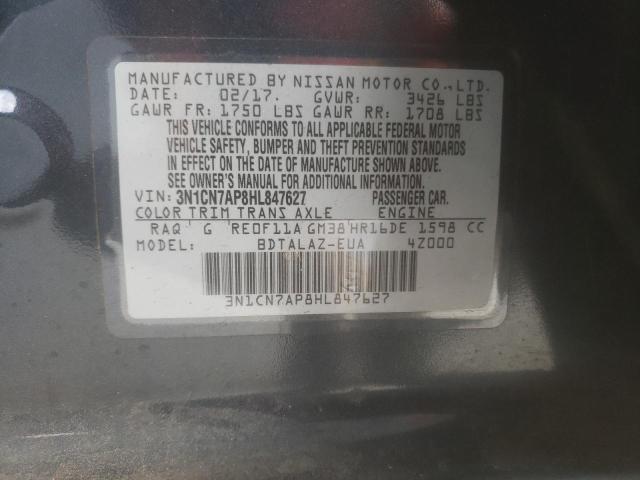 MANUFACTURED BY NISSAN MOTOR CO.,LTD.
DATE: 02/17. GVWR: 3426 LBS
GAWR FR: 1750 LBS GAWR RR: 1708 LBS
THIS VEHICLE CONFORMS TO ALL APPLICABLE FEDERAL MOTOR
VEHICLE SAFETY, BUMPER AND THEFT PREVENTION STANDARDS
IN EFFECT ON THE DATE OF MANUFACTURE SHOWN ABOVE.
SEE OWNER'S MANUAL FOR ADDITIONAL INFORMATION.
VIN: 3N1CN7AP8HL847627 PASSENGER CAR.
COLOR TRIM TRANS AXLE ENGINE
RAQ G RE0F11A GM38 HR16DE 1598 CC
MODEL: BDTALAZ-EUA 4Z000
3N1CN7AP8HL847627